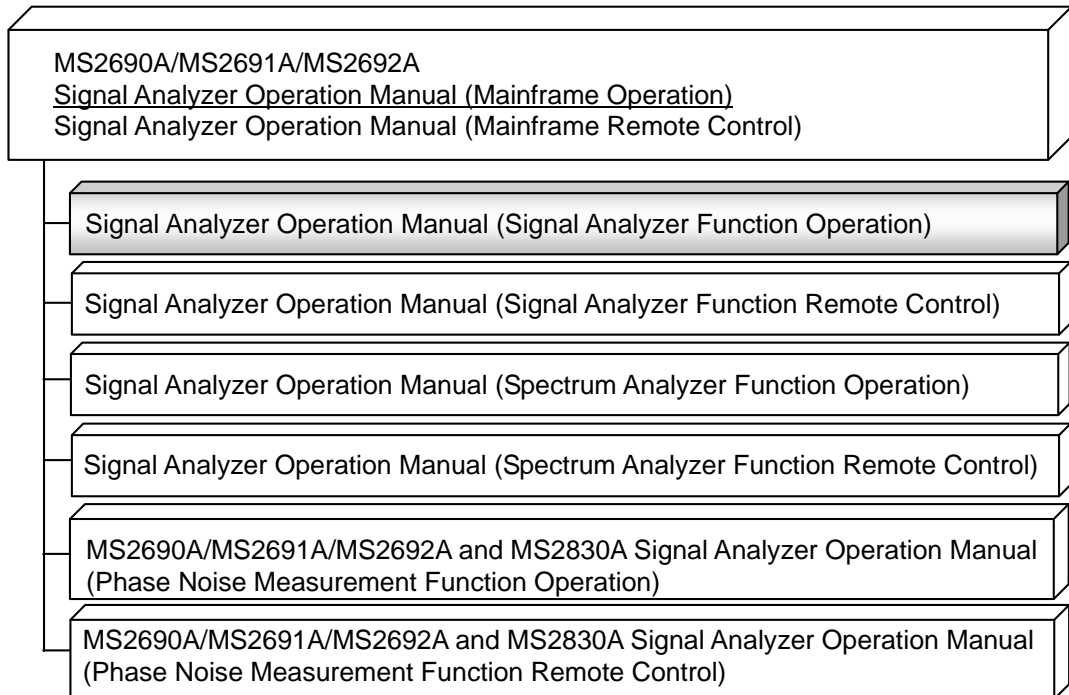 MS2690A/MS2691A/MS2692A
Signal Analyzer Operation Manual (Mainframe Operation)
Signal Analyzer Operation Manual (Mainframe Remote Control)
Signal Analyzer Operation Manual (Signal Analyzer Function Operation)
Signal Analyzer Operation Manual (Signal Analyzer Function Remote Control)
Signal Analyzer Operation Manual (Spectrum Analyzer Function Operation)
Signal Analyzer Operation Manual (Spectrum Analyzer Function Remote Control)
MS2690A/MS2691A/MS2692A and MS2830A Signal Analyzer Operation Manual
(Phase Noise Measurement Function Operation)
MS2690A/MS2691A/MS2692A and MS2830A Signal Analyzer Operation Manual
(Phase Noise Measurement Function Remote Control)